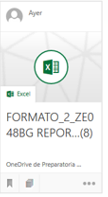 Ayer
Excel
FORMATO_2_ZE0
48BG REPOR...(8)
OneDrive de Preparatoria ...